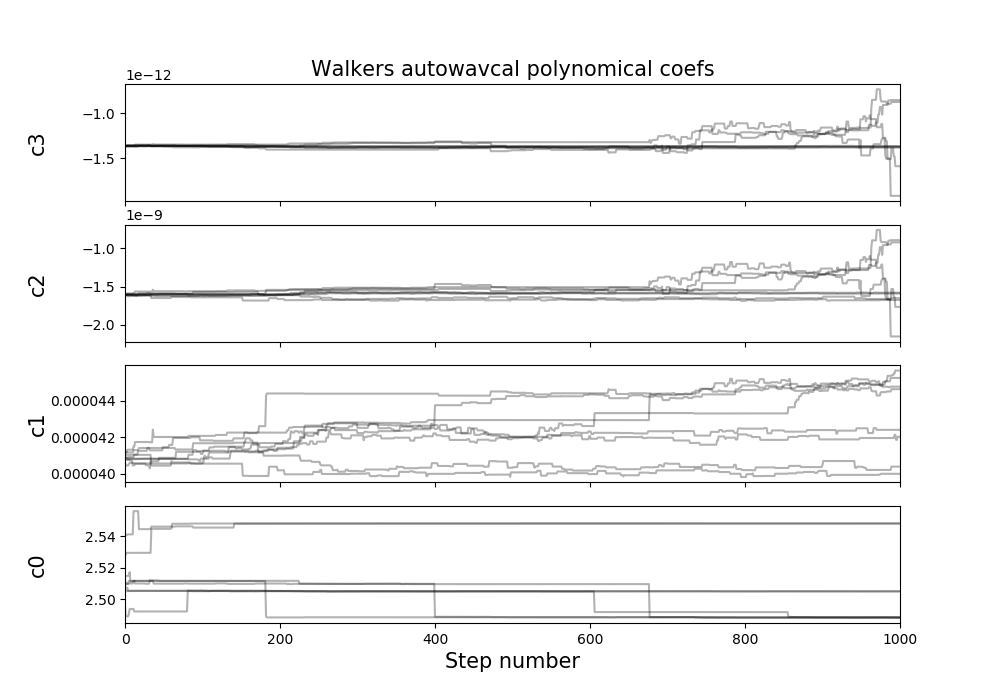 Walkers autowavcal polynomical coefs
1e−12
−1.0
−1.5
c3
1e−9
−1.0
−1.5
−2.0
c2
0.000044
0.000042
0.000040
c1
2.54
2.52
2.50
c0
0 200 400 600 800 1000
Step number